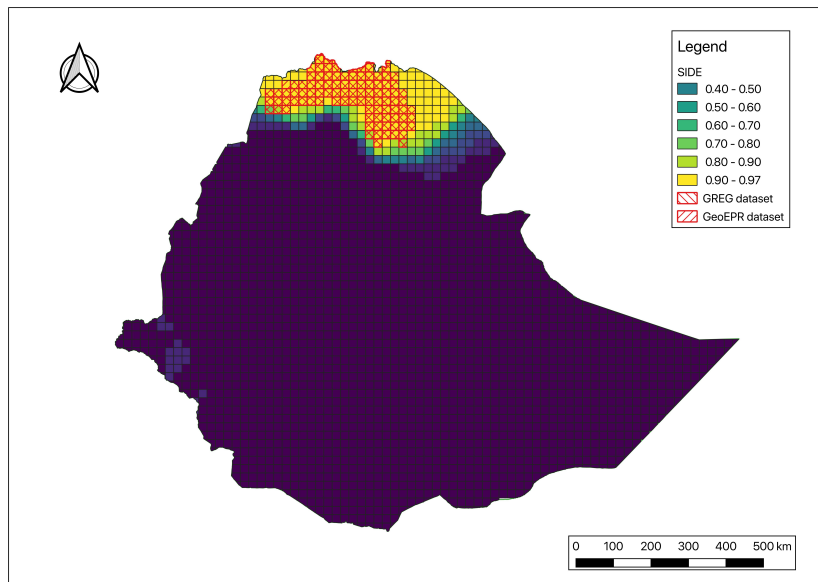 Legend
SIDE
0.40 - 0.50
0.50 - 0.60
0.60 - 0.70
0.70 - 0.80
0.80 - 0.90
0.90 - 0.97
GREG dataset
GeoEPR dataset
0 100 200 300 400 500 km